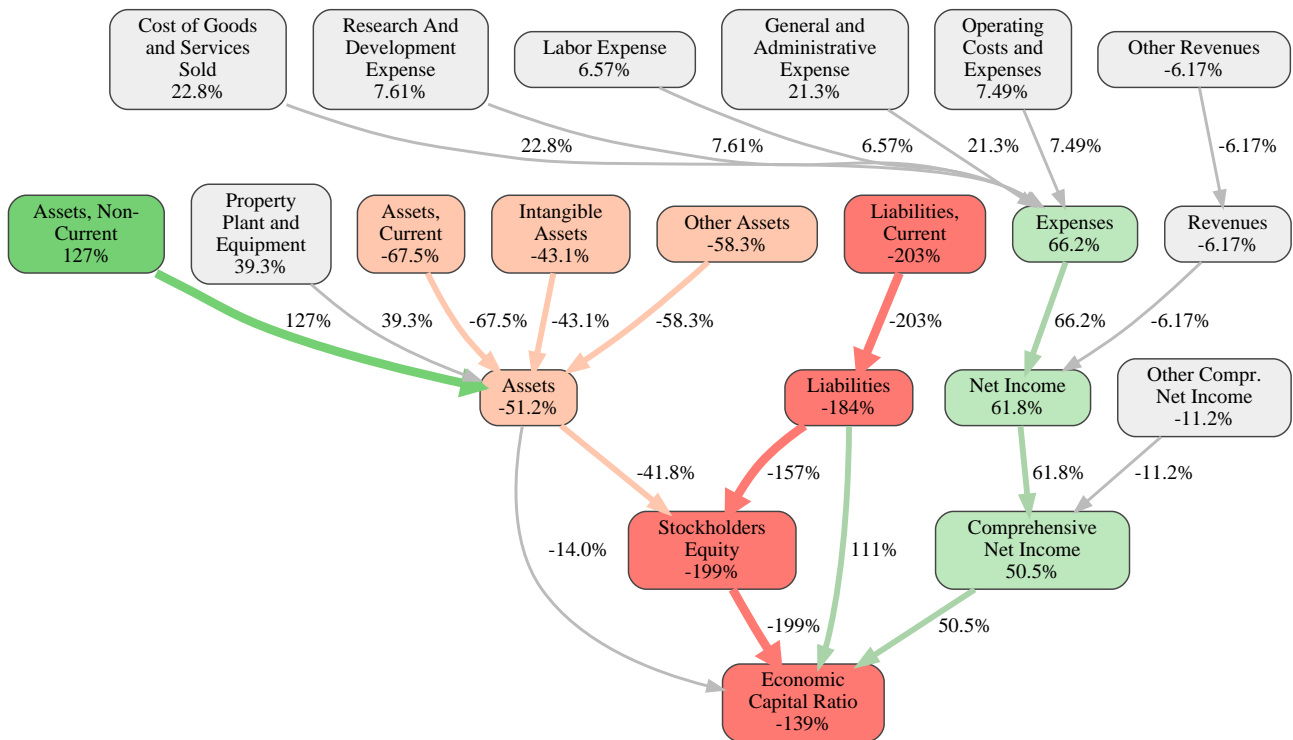 Cost of Goods
and Services
Sold
22.8%
Research And
Development
Expense
7.61%
Labor Expense
6.57%
General and
Administrative
Expense
21.3%
Operating
Costs and
Expenses
7.49%
Other Revenues
-6.17%
22.8%
7.61%
6.57%
21.3%
7.49%
-6.17%
Assets, Non-
Current
127%
Property
Plant and
Equipment
39.3%
Assets,
Current
-67.5%
Intangible
Assets
-43.1%
Other Assets
-58.3%
Liabilities,
Current
-203%
Expenses
66.2%
Revenues
-6.17%
127%
39.3%
-67.5%
-43.1%
-58.3%
-203%
66.2%
-6.17%
Assets
-51.2%
Liabilities
-184%
Net Income
61.8%
Other Compr.
Net Income
-11.2%
-41.8%
-157%
61.8%
-11.2%
Stockholders
Equity
-199%
Comprehensive
Net Income
50.5%
-14.0%
111%
-199%
50.5%
Economic
Capital Ratio
-139%